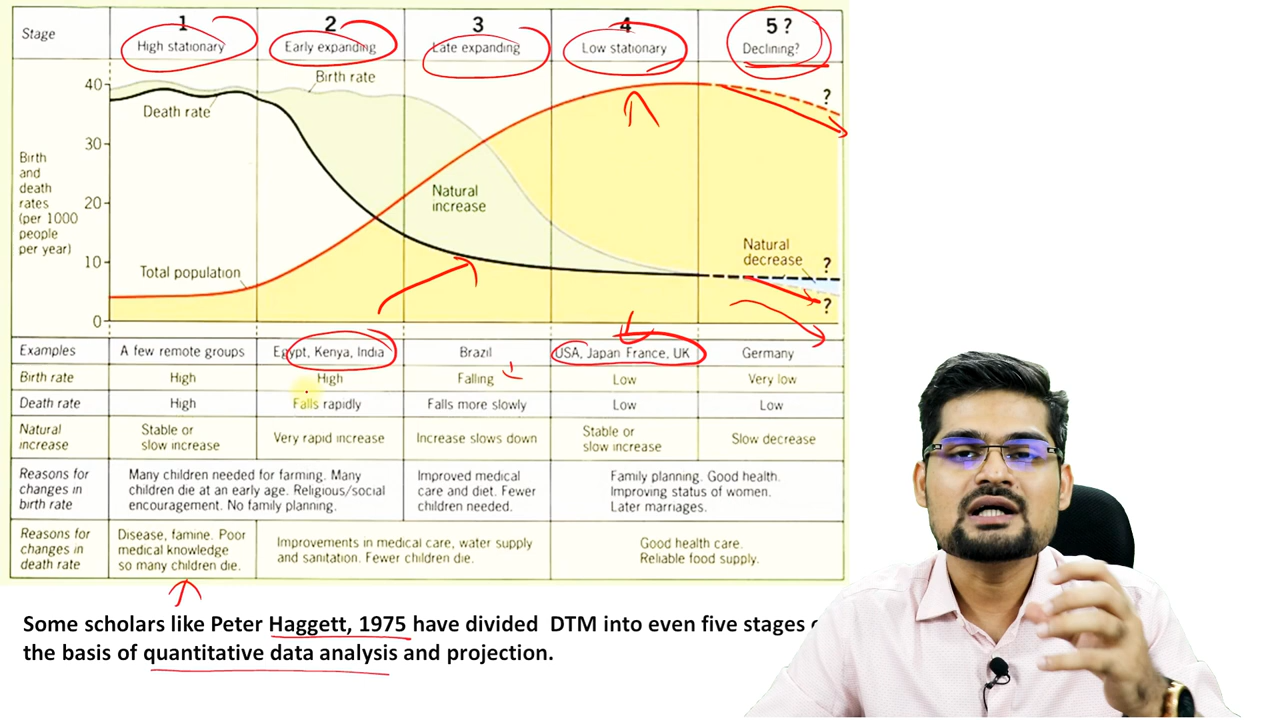 Stage
1
High stationary
2
Early expanding
3
Late expanding
4
Low stationary
5 ?
Declining?
Birth
and
death
rates
(per 1000
people
per year)
40
30
20
10
0
Birth rate
Death rate
Total population
Natural
increase
Natural
decrease
?
?
?
Examples
A few remote groups
Egypt, Kenya, India
Brazil
USA, Japan France, UK
Germany
Birth rate
High
High
Falling
Low
Very low
Death rate
High
Falls rapidly
Falls more slowly
Low
Low
Natural
increase
Stable or
slow increase
Very rapid increase
Increase slows down
Stable or
slow increase
Slow decrease
Reasons for
changes in
birth rate
Many children needed for farming. Many
children die at an early age. Religious/social
encouragement. No family planning.
Improved medical
care and diet. Fewer
children needed.
Family planning. Good health.
Improving status of women.
Later marriages.
Reasons for
changes in
death rate
Disease, famine. Poor
medical knowledge
so many children die.
Improvements in medical care, water supply
and sanitation. Fewer children die.
Good health care.
Reliable food supply.
Some scholars like Peter Haggett, 1975 have divided DTM into even five stages
the basis of quantitative data analysis and projection.